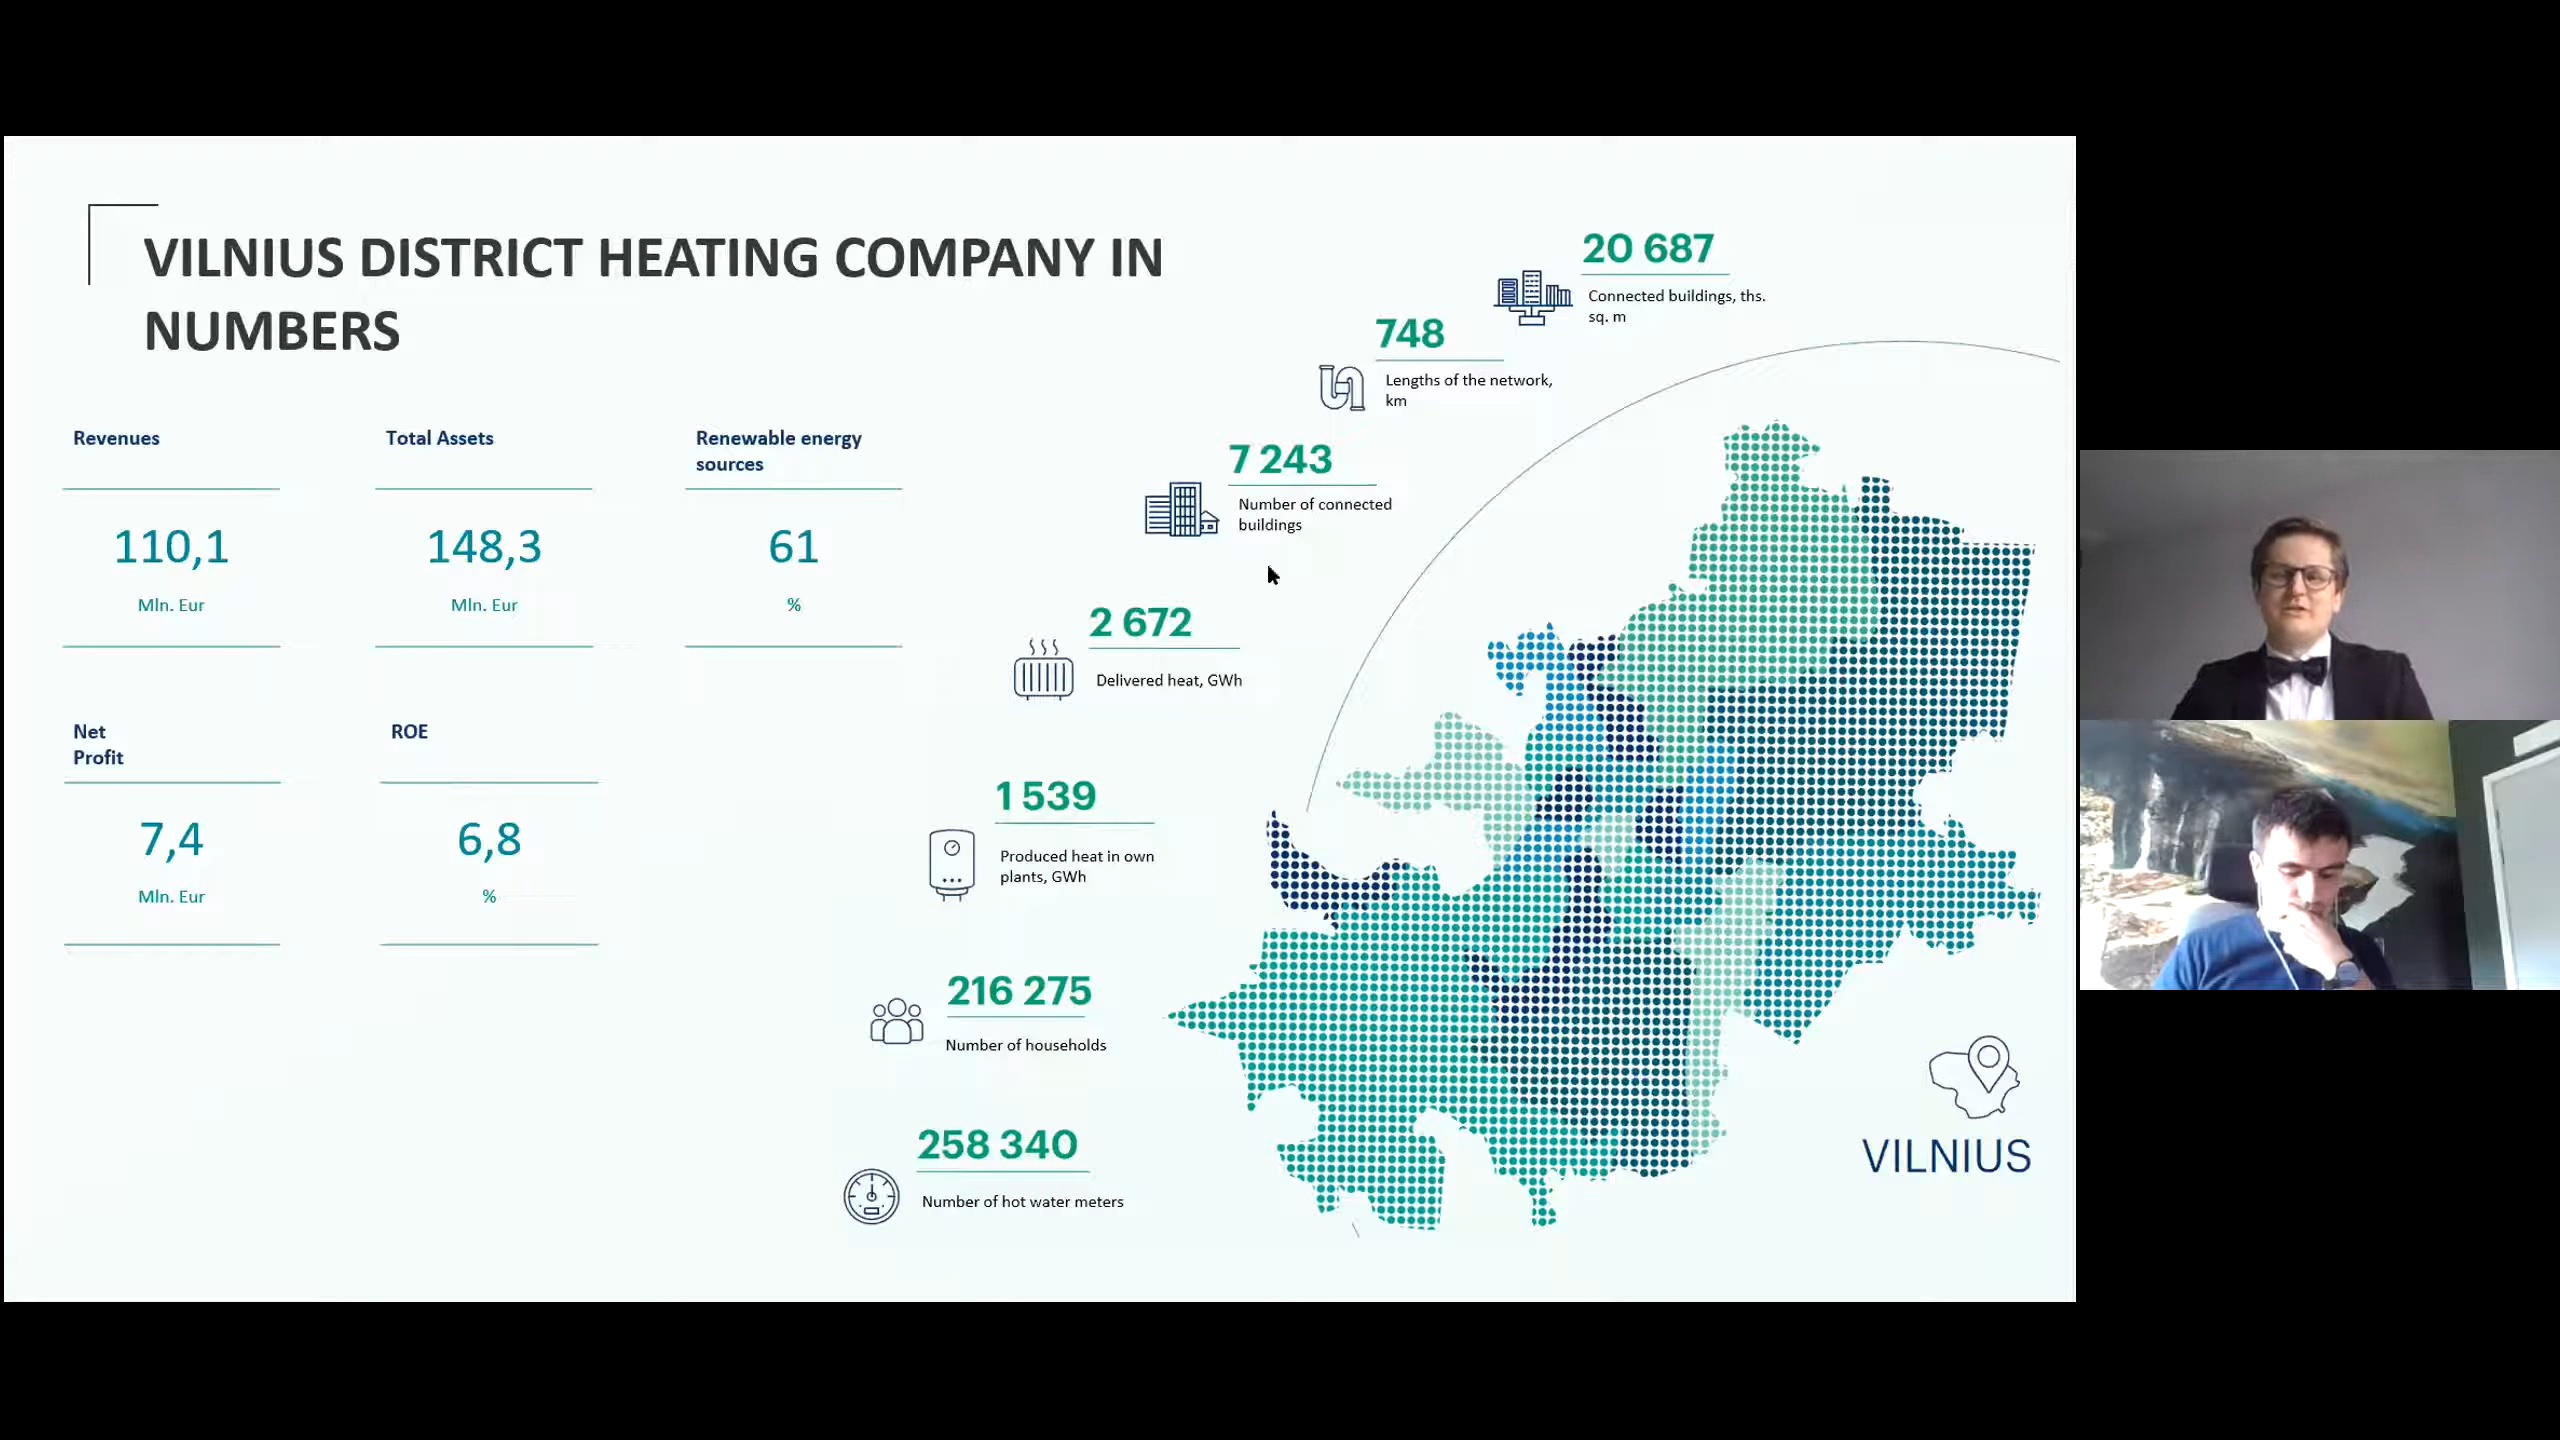 VILNIUS DISTRICT HEATING COMPANY IN
NUMBERS
Revenues
110,1
Mln. Eur
Total Assets
148,3
Mln. Eur
Renewable energy
sources
61
%
Net
Profit
7,4
Mln. Eur
ROE
6,8
%
20 687
Connected buildings, ths.
sq. m
748
Lengths of the network,
km
7 243
Number of connected
buildings
2 672
Delivered heat, GWh
1 539
Produced heat in own
plants, GWh
216 275
Number of households
258 340
Number of hot water meters
VILNIUS